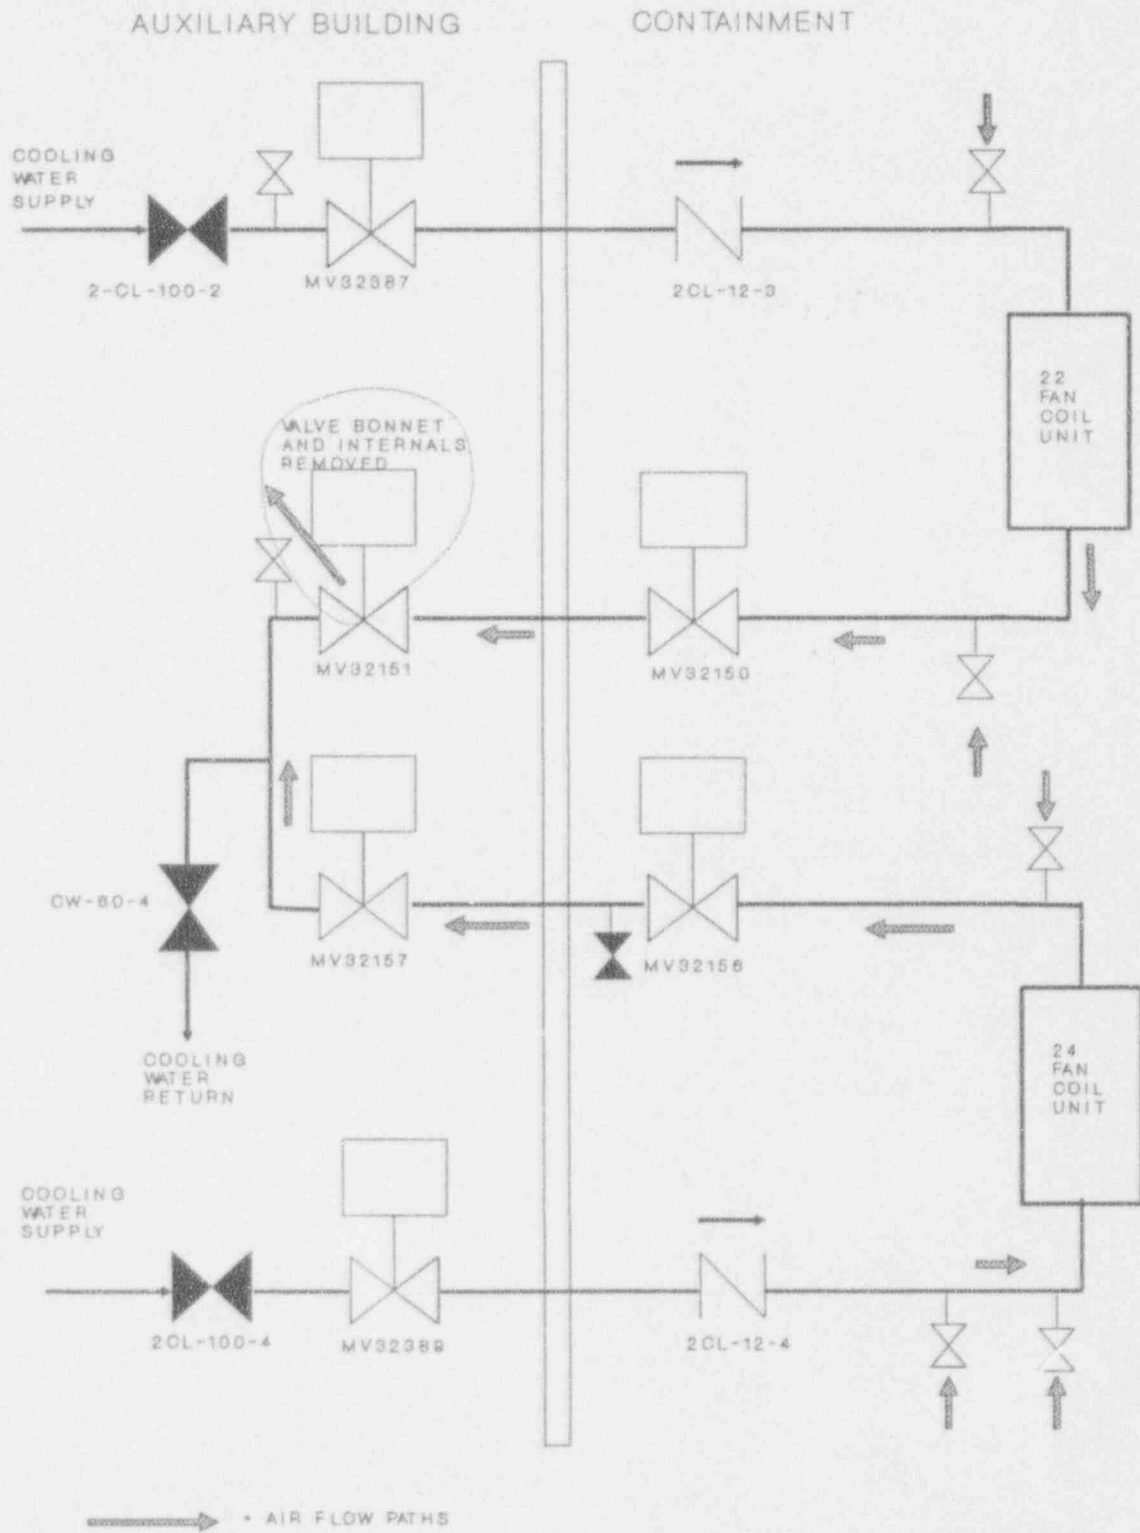 AUXILIARY BUILDING
CONTAINMENT
COOLING
WATER
SUPPLY
2-CL-100-2
MV32387
2CL-12-3
22
FAN
COIL
UNIT
VALVE BONNET
AND INTERNALS
REMOVED
MV32151
MV32150
CW-60-4
MV32157
MV32156
COOLING
WATER
RETURN
24
FAN
COIL
UNIT
COOLING
WATER
SUPPLY
2CL-100-4
MV32389
2CL-12-4
= AIR FLOW PATHS